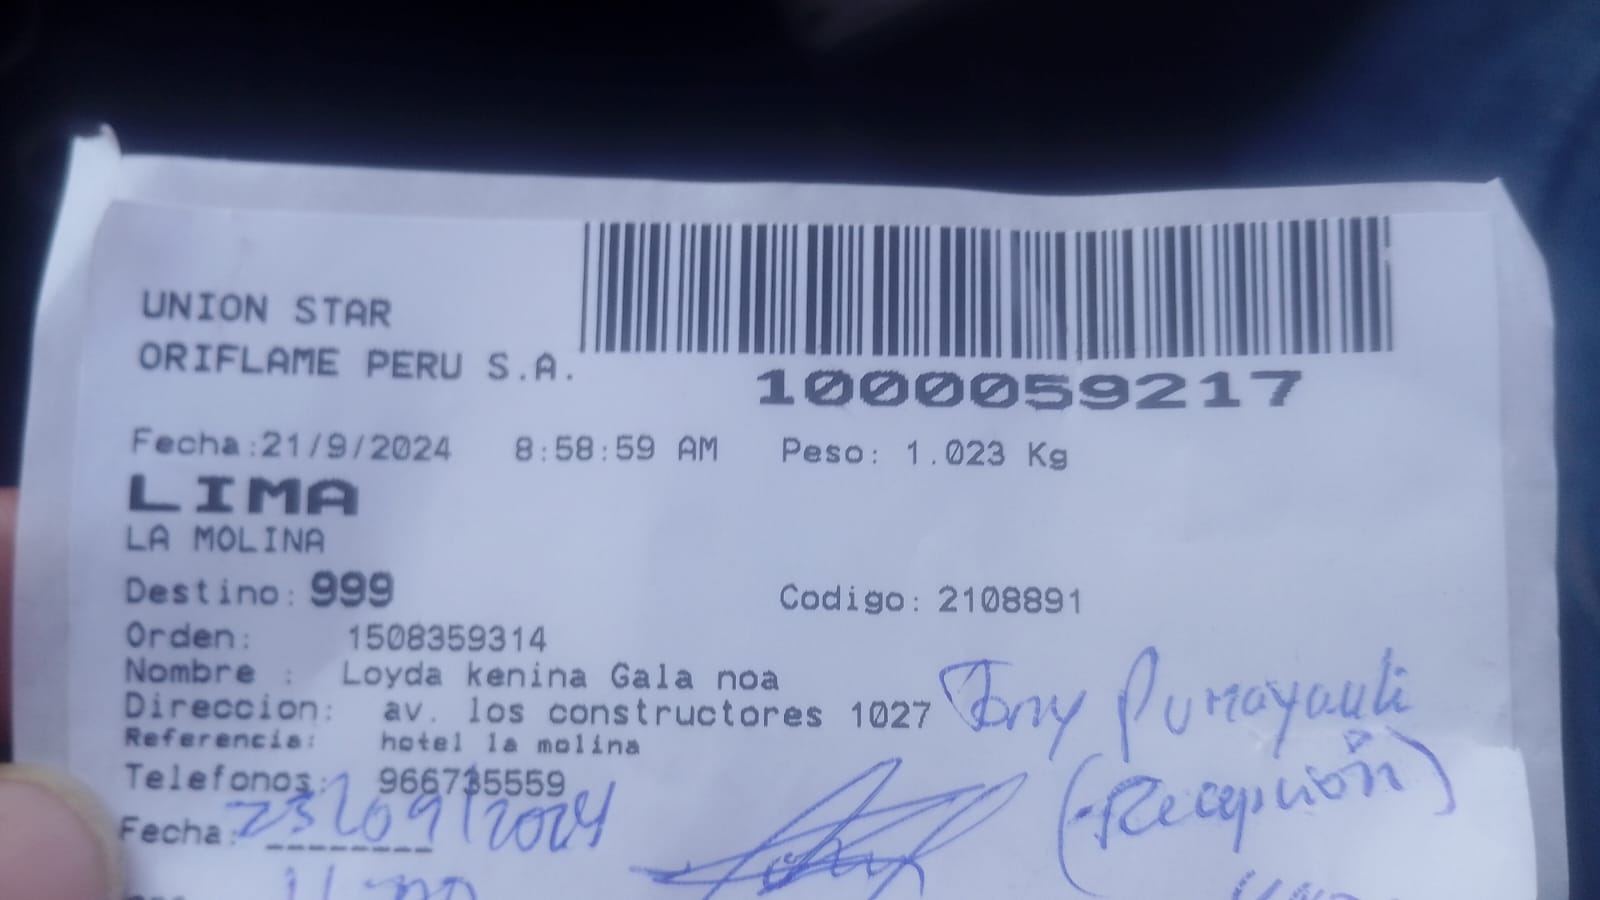 UNION STAR
ORIFLAME PERU S.A.
1000059217
Fecha:21/9/2024 8:58:59 AM Peso: 1.023 Kg
LIMA
LA MOLINA
Destino: 999 Codigo: 2108891
Orden: 1508359314
Nombre : Loyda kenina Gala noa
Direccion: av. los constructores 1027
Referencia: hotel la molina
Telefonos: 966735559
Fecha: 23/09/2024
(Recepción)